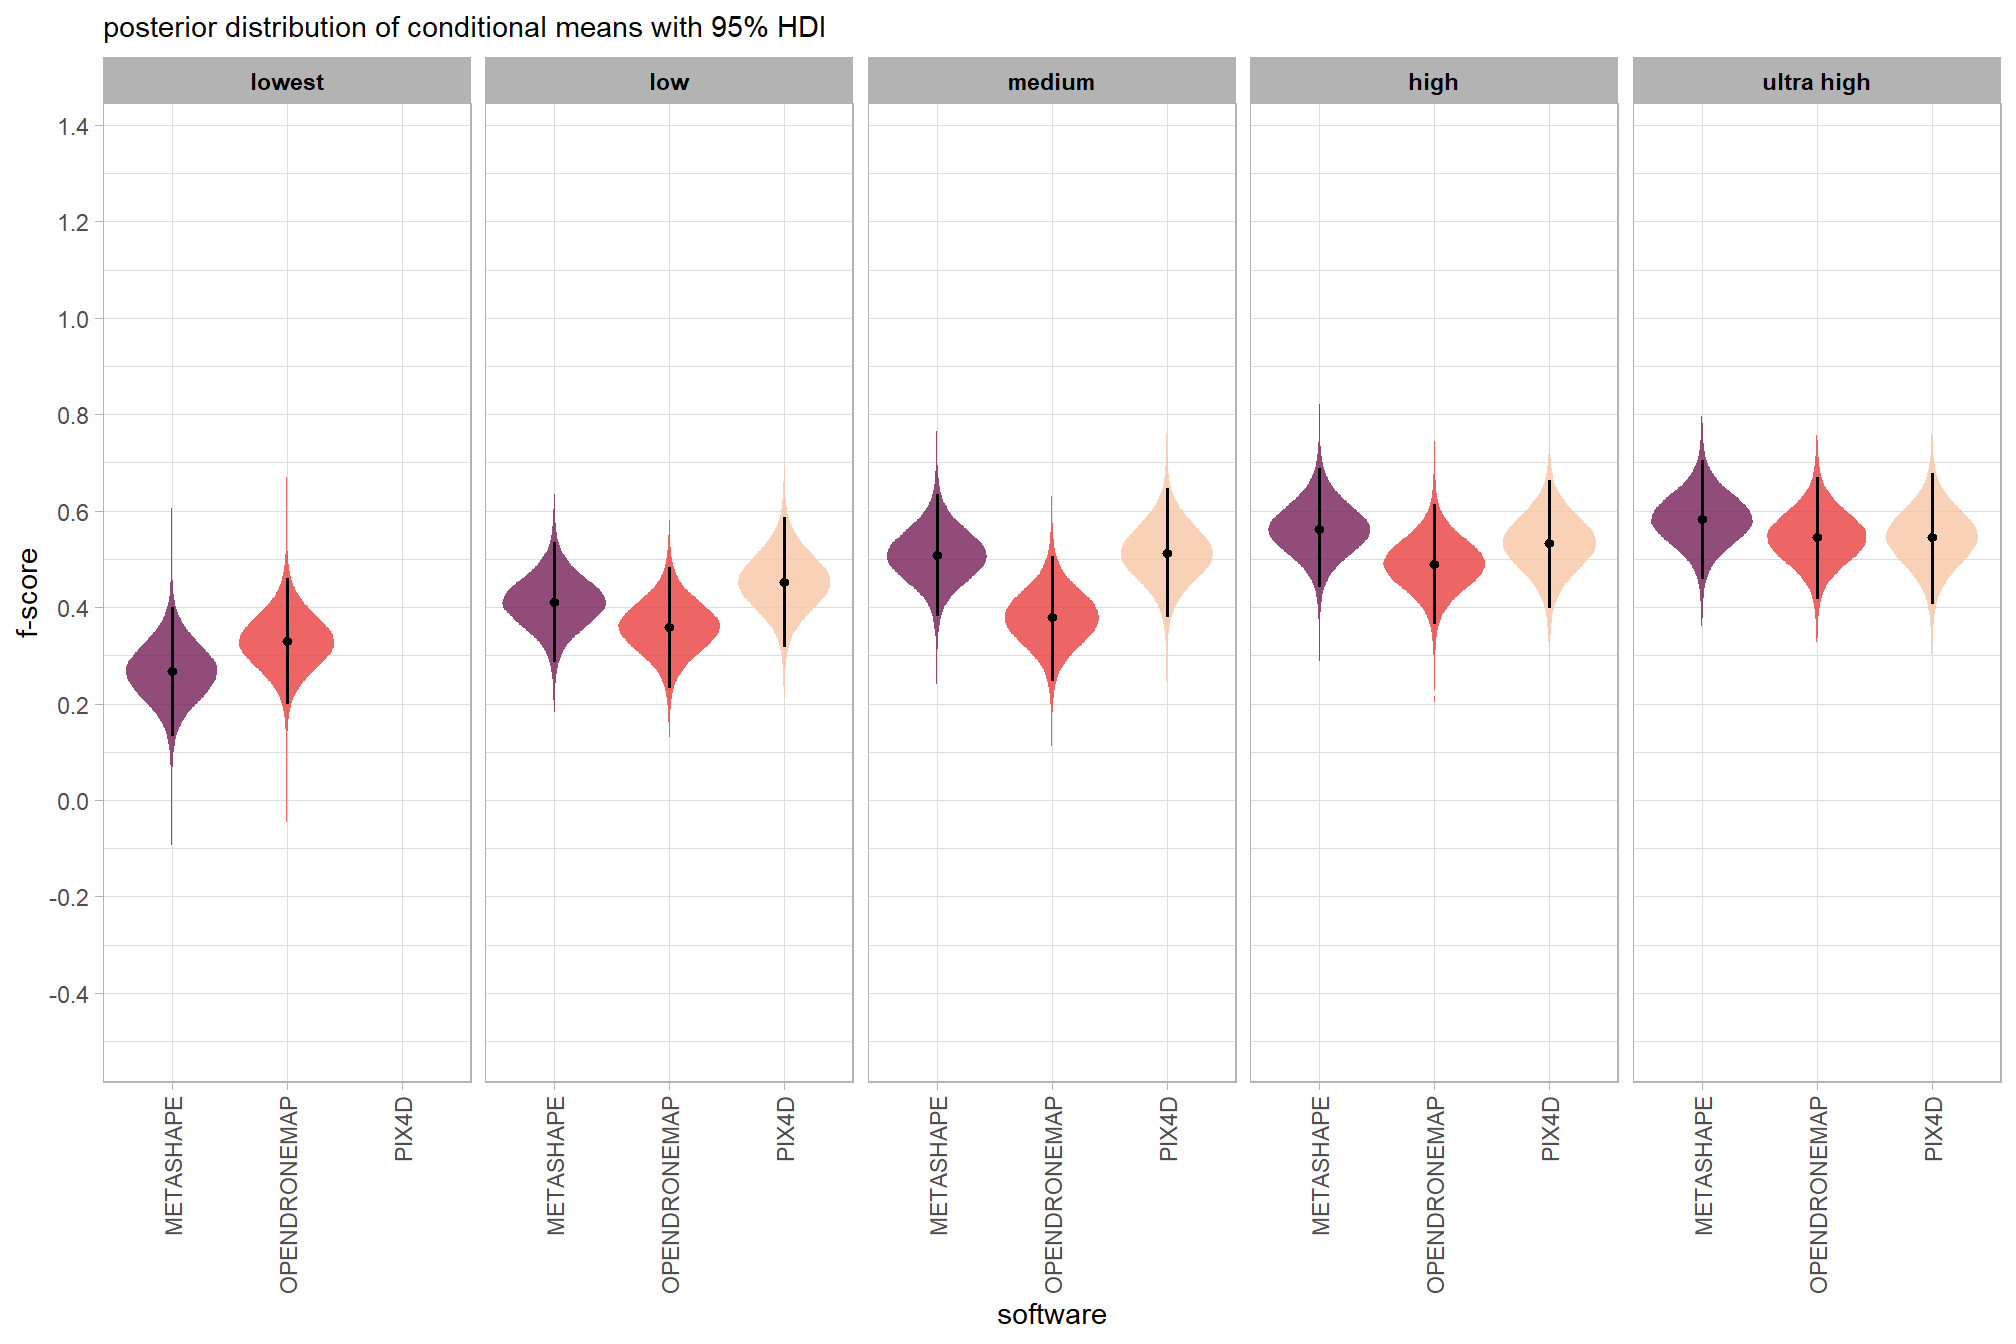 posterior distribution of conditional means with 95% HDI
lowest
low
medium
high
ultra high
f-score
1.4
1.2
1.0
0.8
0.6
0.4
0.2
0.0
-0.2
-0.4
METASHAPE
OPENDRONEMAP
PIX4D
METASHAPE
OPENDRONEMAP
PIX4D
METASHAPE
OPENDRONEMAP
PIX4D
METASHAPE
OPENDRONEMAP
PIX4D
METASHAPE
OPENDRONEMAP
PIX4D
software